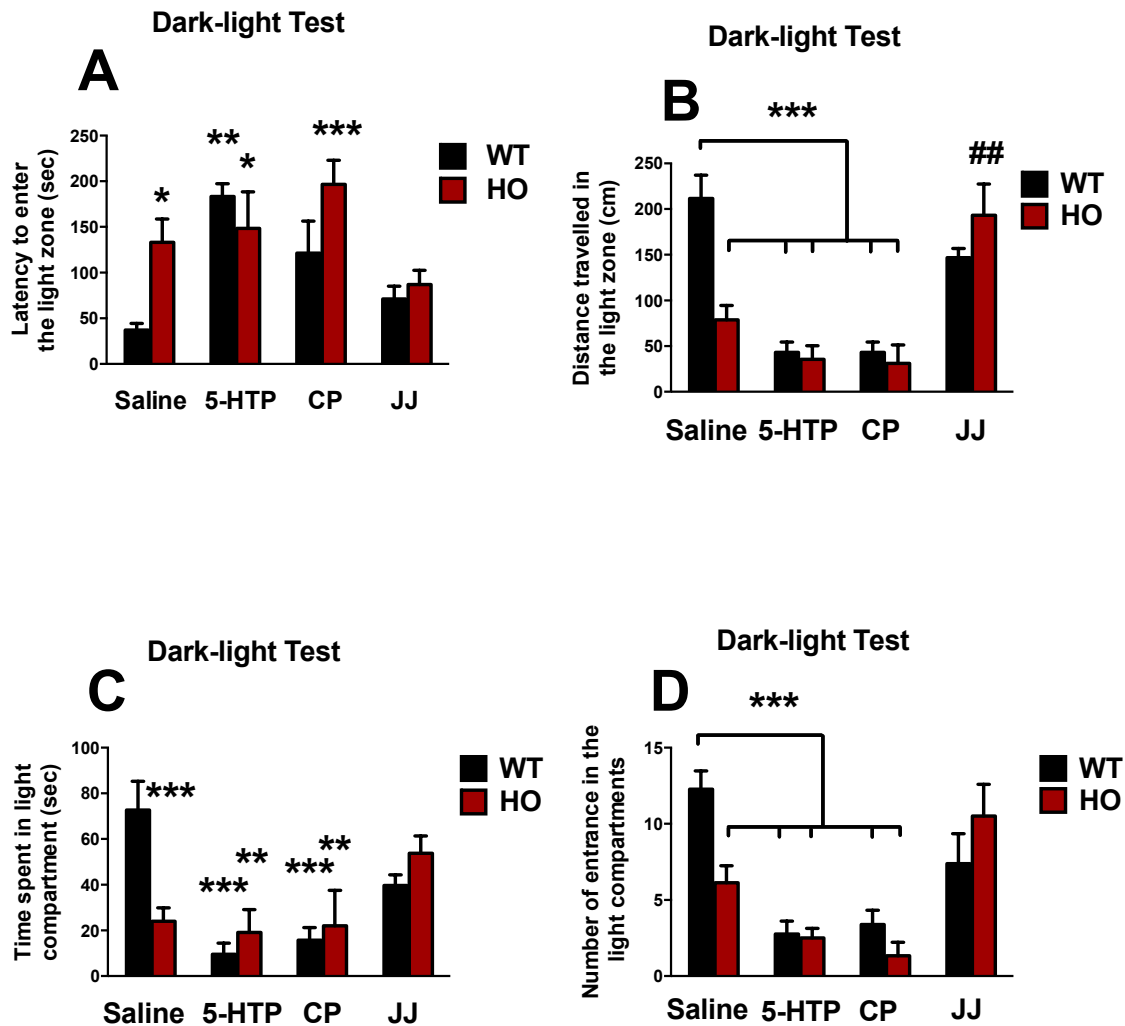 Dark-light Test
A
Latency to enter
the light zone (sec)
250
200
150
100
50
0
*
**
*
***
WT
HO
Saline
5-HTP
CP
JJ
Dark-light Test
B
Distance travelled in
the light zone (cm)
250
200
150
100
50
0
***
##
WT
HO
Saline
5-HTP
CP
JJ
Dark-light Test
C
Time spent in light
compartment (sec)
100
80
60
40
20
0
***
***
**
***
**
WT
HO
Saline
5-HTP
CP
JJ
Dark-light Test
D
Number of entrance in the
light compartments
15
10
5
0
***
WT
HO
Saline
5-HTP
CP
JJ